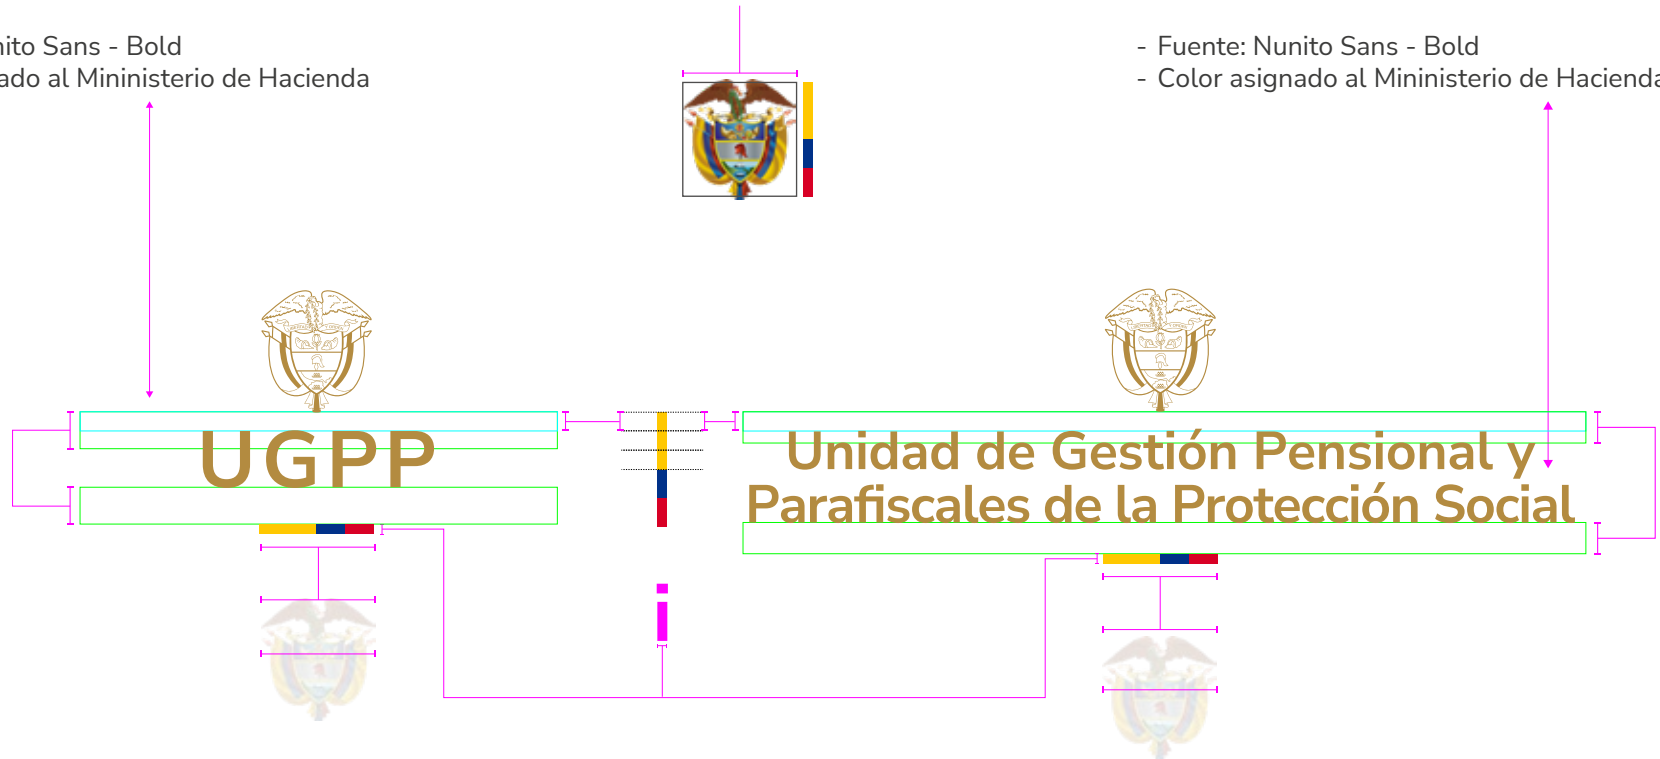 ito Sans - Bold
ado al Mininisterio de Hacienda
- Fuente: Nunito Sans - Bold
- Color asignado al Mininisterio de Hacienda
UGPP
Unidad de Gestión Pensional y
Parafiscales de la Protección Social
i